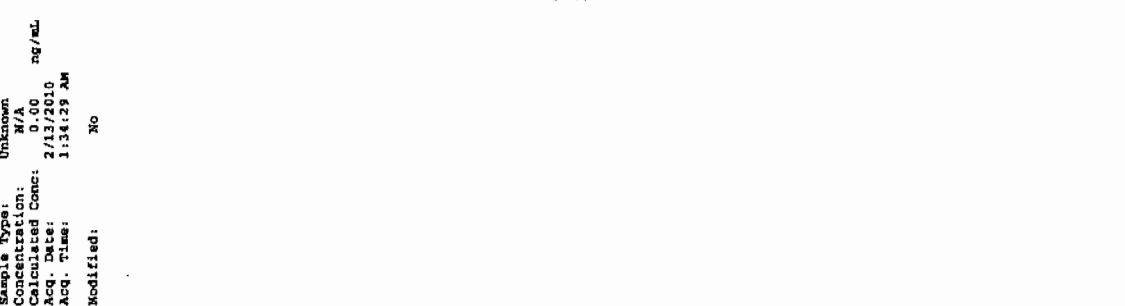 Sample Type: Unknown
Concentration: N/A
Calculated Conc: 0.00 ng/mL
Acq. Date: 2/13/2010
Acq. Time: 1:34:29 AM
Modified: No